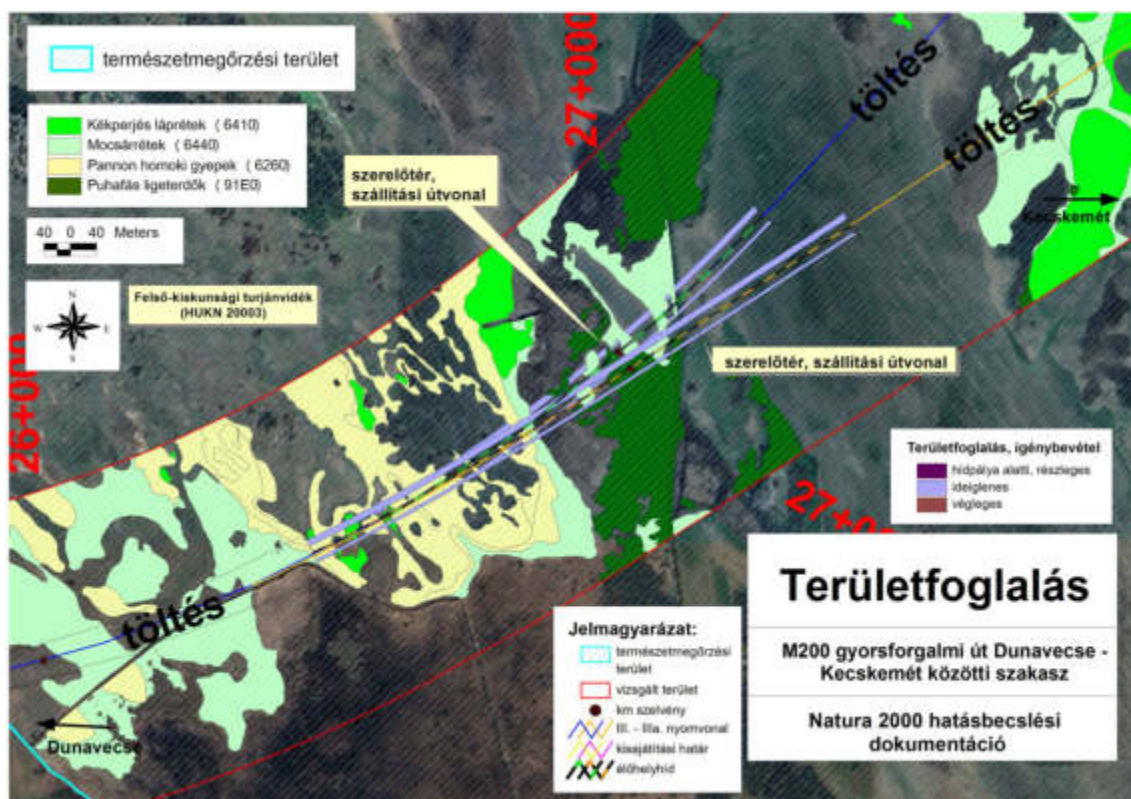 természetmegőrzési terület
Kékperjés láprétek (6410)
Mocsárrétek (6440)
Pannon homoki gyepek (6260)
Puhafás ligeterdők (91E0)
40 0 40 Meters
N
W E
S
Felső-kiskunsági turjánvidék
(HUKN 20003)
26+000
27+000
szerelőtér,
szállítási útvonal
töltés
töltés
Kecskemét
szerelőtér, szállítási útvonal
Területfoglalás, igénybevétel
hídpálya alatti, részleges
ideiglenes
végleges
töltés
Dunavecse
Jelmagyarázat:
természetmegőrzési
terület
vizsgált terület
km szelvény
III. - IIIa. nyomvonal
kisajátítási határ
élőhelyhíd
Területfoglalás
M200 gyorsforgalmi út Dunavecse -
Kecskemét közötti szakasz
Natura 2000 hatásbecslési
dokumentáció